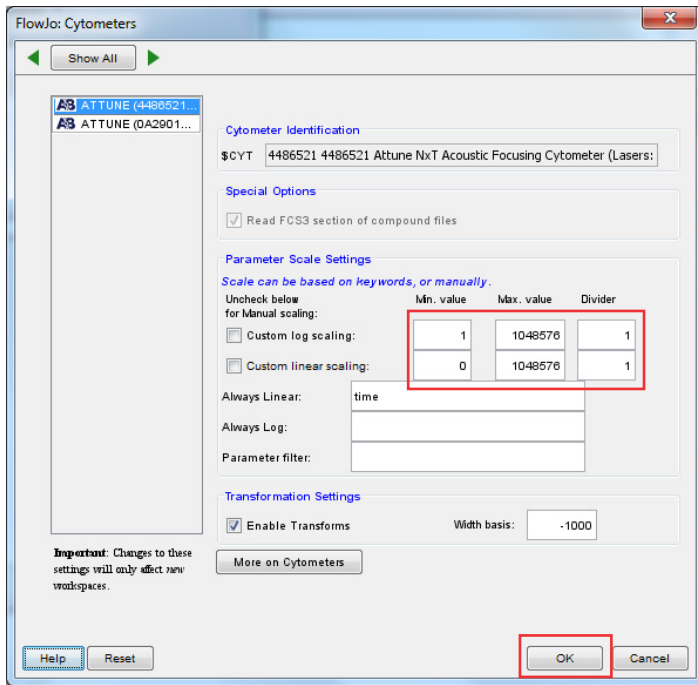 FlowJo: Cytometers
Show All
AB ATTUNE (4486521...
AB ATTUNE (0A2901...
Cytometer Identification
$CYT 4486521 4486521 Attune NxT Acoustic Focusing Cytometer (Lasers:
Special Options
Read FCS3 section of compound files
Parameter Scale Settings
Scale can be based on keywords, or manually.
Uncheck below Min. value Max. value Divider
for Manual scaling:
Custom log scaling: 1 1048576 1
Custom linear scaling: 0 1048576 1
Always Linear: time
Always Log:
Parameter filter:
Transformation Settings
Enable Transforms Width basis: -1000
Important: Changes to these
settings will only affect new
workspaces.
More on Cytometers
Help Reset OK Cancel